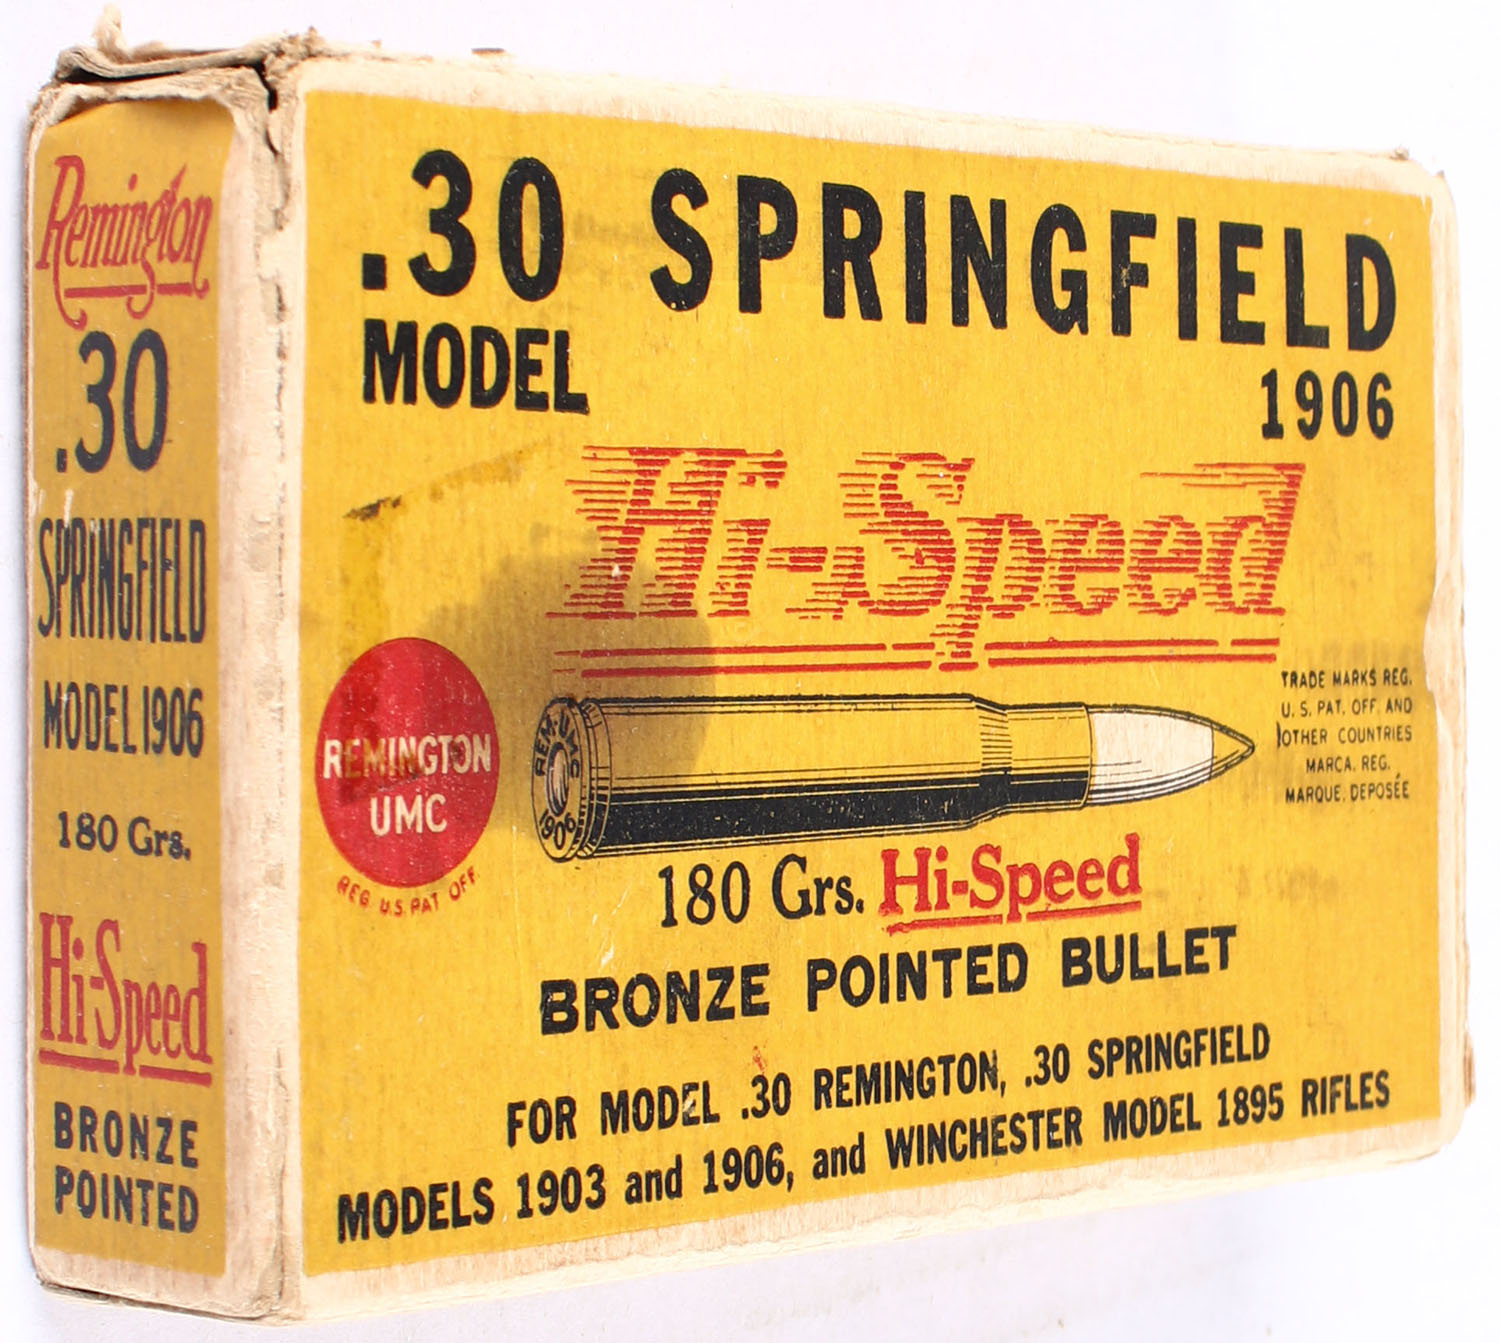 Remington
.30
SPRINGFIELD
MODEL 1906
180 Grs.
Hi-Speed
BRONZE
POINTED
.30 SPRINGFIELD
MODEL 1906
Hi-Speed
TRADE MARKS REG.
U. S. PAT. OFF. AND
OTHER COUNTRIES
MARCA. REG.
MARQUE. DEPOSÉE
REMINGTON
UMC
REG. U.S. PAT. OFF.
REM-UMC
1906
180 Grs. Hi-Speed
BRONZE POINTED BULLET
FOR MODEL .30 REMINGTON, .30 SPRINGFIELD
MODELS 1903 and 1906, and WINCHESTER MODEL 1895 RIFLES